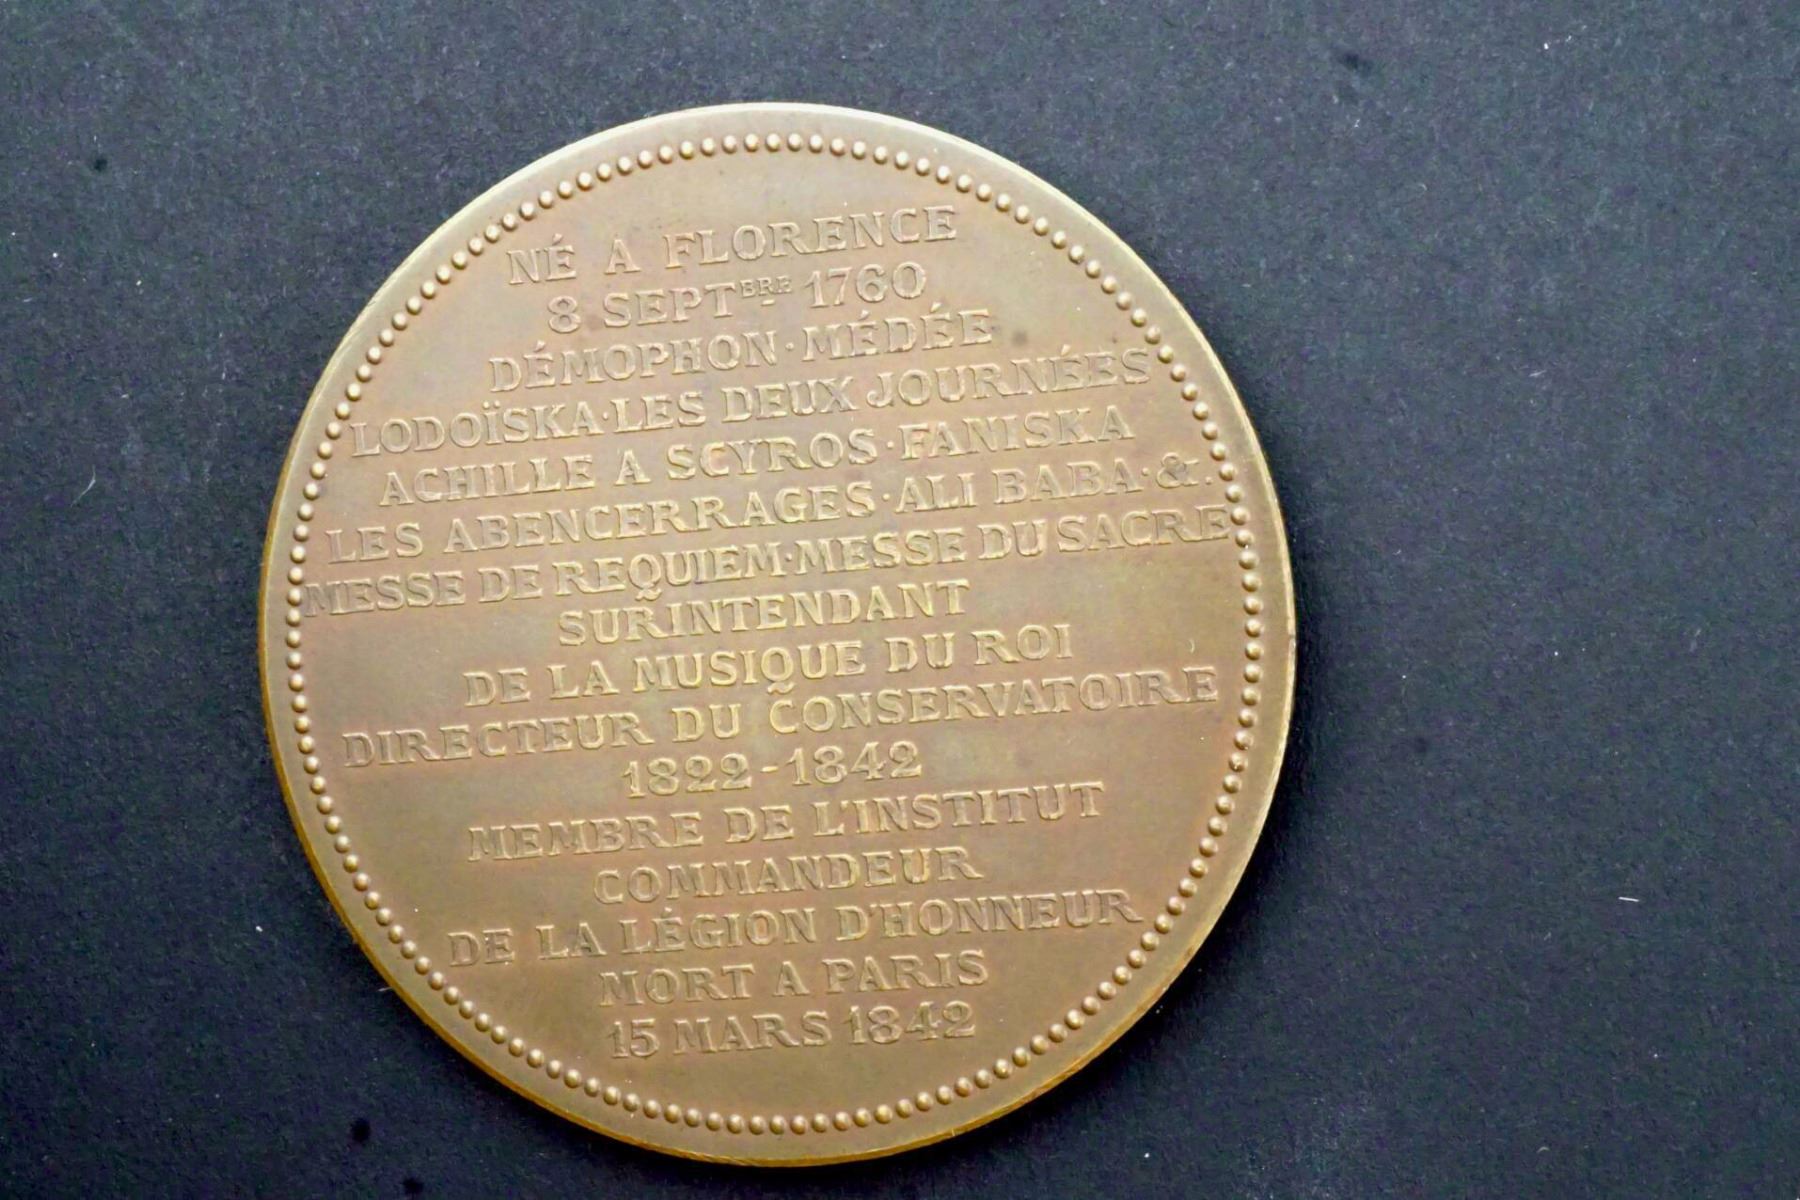 NÉ A FLORENCE
8 SEPTBRE 1760
DÉMOPHON·MÉDÉE
LODOÏSKA·LES DEUX JOURNÉES
ACHILLE A SCYROS·FANISKA
LES ABENCERRAGES·ALI BABA·&.
MESSE DE REQUIEM·MESSE DU SACRE
SURINTENDANT
DE LA MUSIQUE DU ROI
DIRECTEUR DU CONSERVATOIRE
1822-1842
MEMBRE DE L'INSTITUT
COMMANDEUR
DE LA LÉGION D'HONNEUR
MORT A PARIS
15 MARS 1842